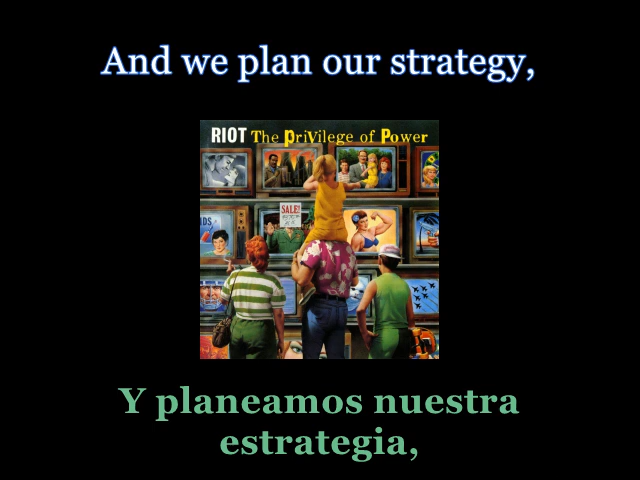 And we plan our strategy,
RIOT The Privilege of Power
SALE!
Y planeamos nuestra
estrategia,